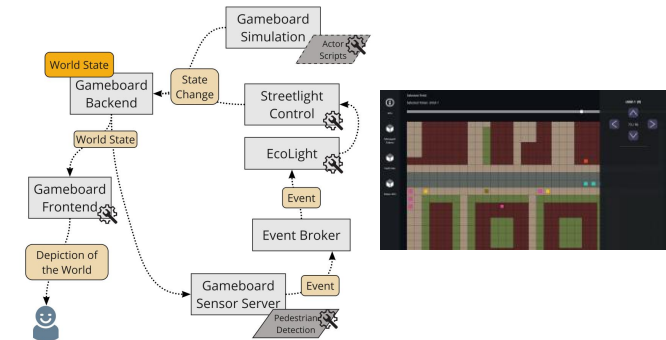 Gameboard
Simulation
Actor
Scripts
World State
Gameboard
Backend
State
Change
Streetlight
Control
World State
EcoLight
Gameboard
Frontend
Event
Event Broker
Depiction of
the World
Gameboard
Sensor Server
Event
Pedestrian
Detection